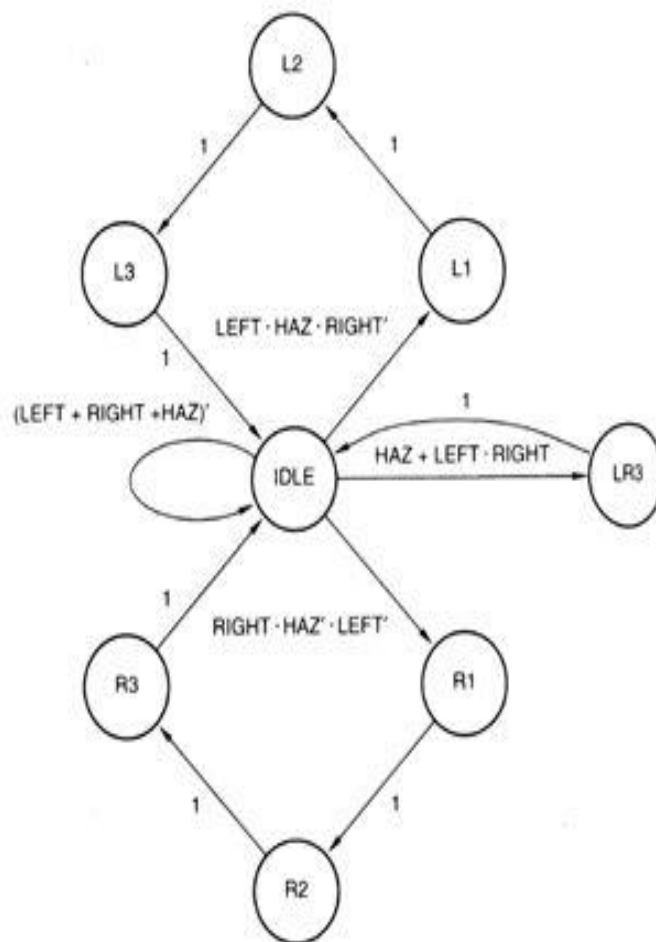 L2
1
1
L3
L1
LEFT · HAZ · RIGHT′
1
(LEFT + RIGHT +HAZ)′
1
HAZ + LEFT · RIGHT
IDLE
LR3
1
RIGHT · HAZ′ · LEFT′
R3
R1
1
1
R2